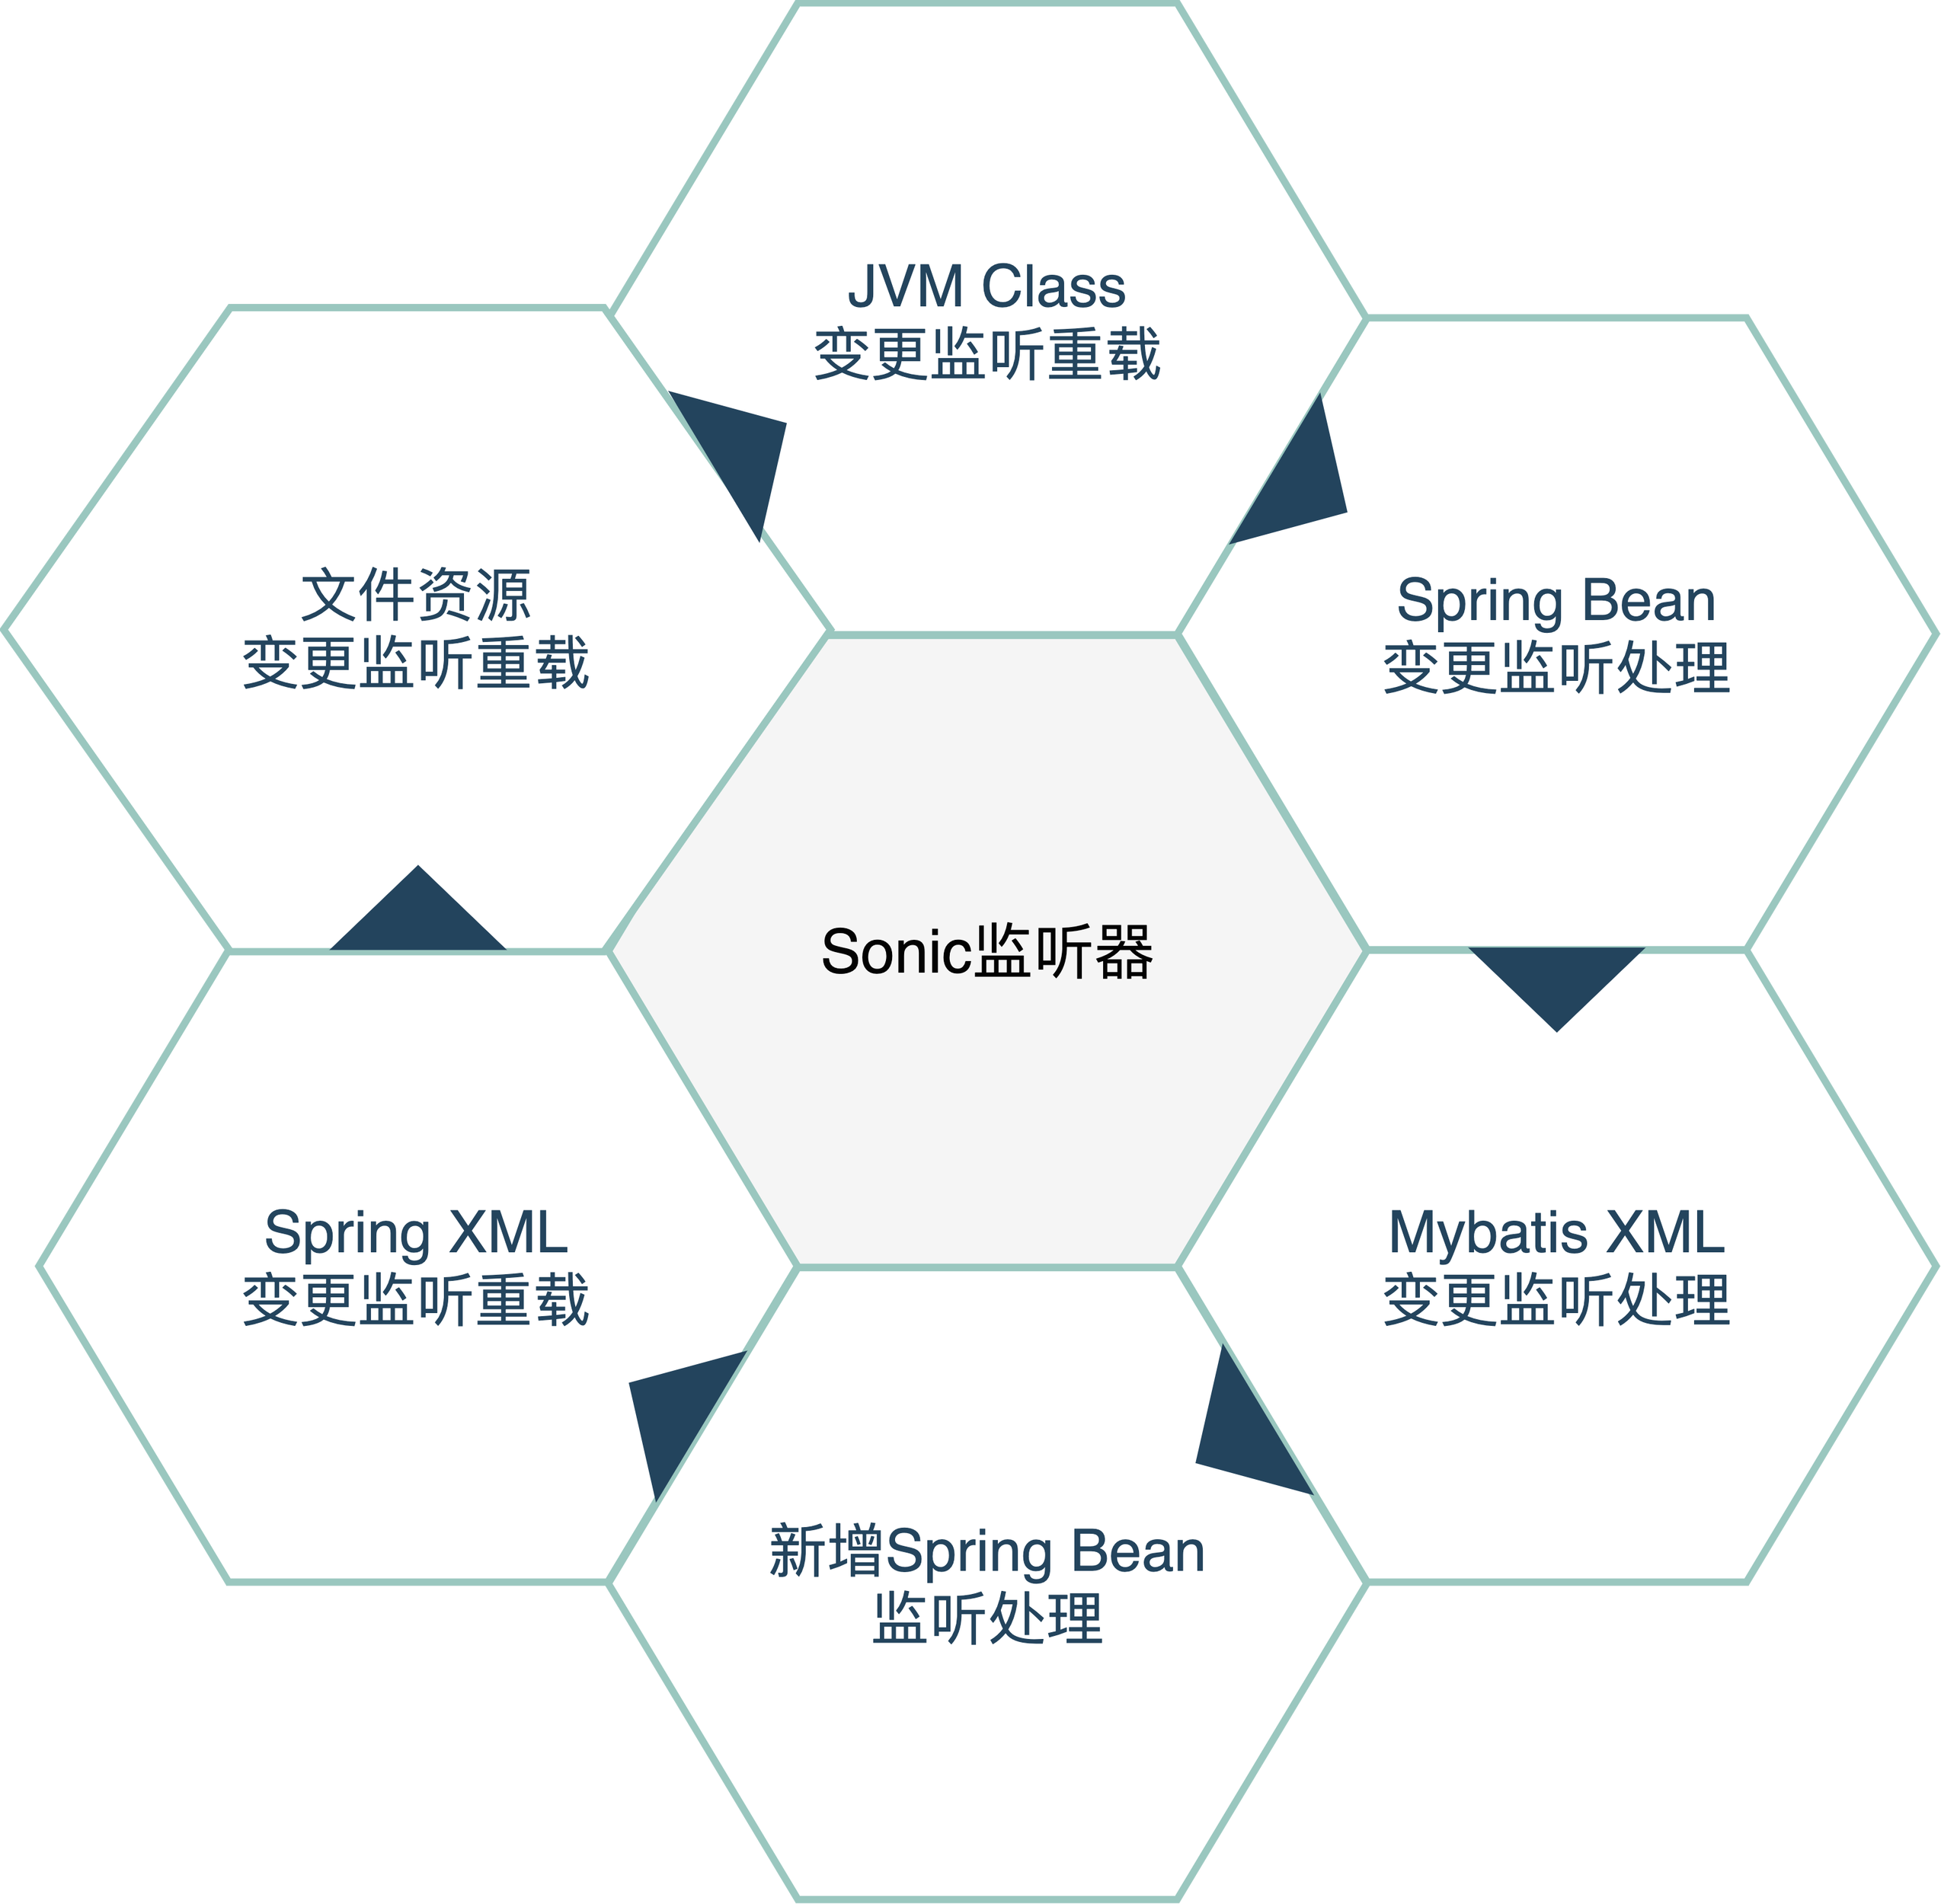 JVM Class
变更监听重载
文件资源
变更监听重载
Spring Bean
变更监听处理
Sonic监听器
Spring XML
变更监听重载
Mybatis XML
变更监听处理
新增Spring Bean
监听处理